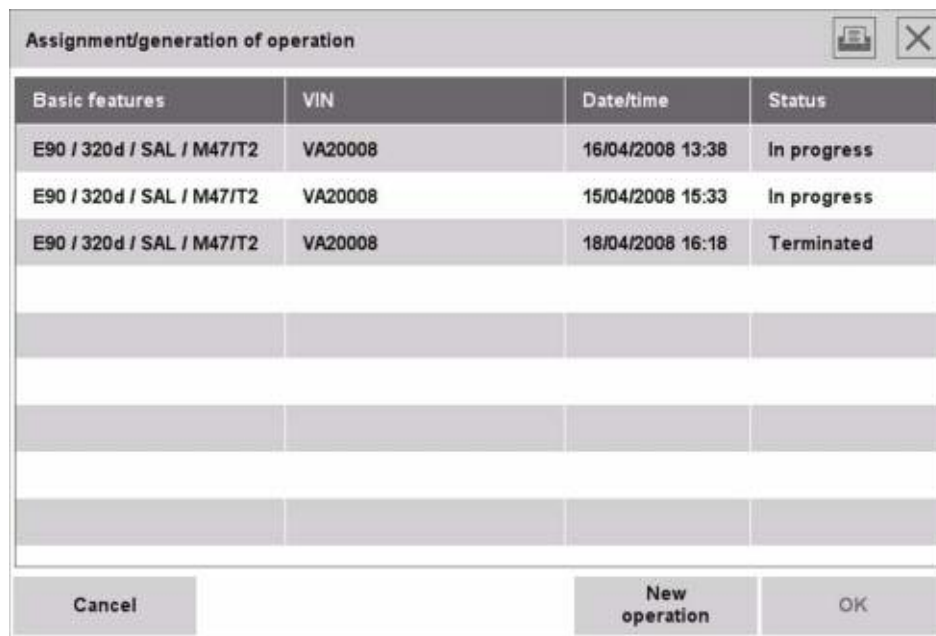 Assignment/generation of operation
Basic features VIN Date/time Status
E90 / 320d / SAL / M47/T2 VA20008 16/04/2008 13:38 In progress
E90 / 320d / SAL / M47/T2 VA20008 15/04/2008 15:33 In progress
E90 / 320d / SAL / M47/T2 VA20008 18/04/2008 16:18 Terminated
Cancel New operation OK